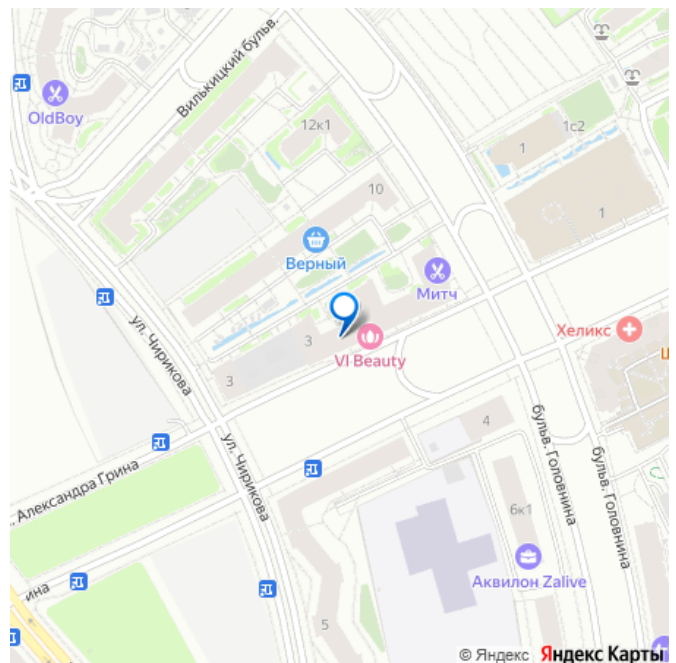 Вилькицкий бульв.
OldBoy
12к1
1с2
1
10
1
Верный
Митч
ул. Чирикова
3
VI Beauty
Хеликс
3
4
ул. Чирикова
бульв. Головнина
бульв. Головнина
. Александра Грина
6к1
Аквилон Zalive
ина
5
© Яндекс Яндекс Карты